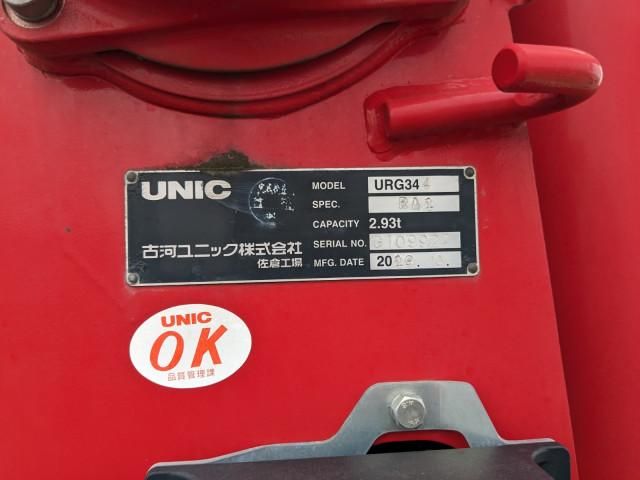 UNIC
MODEL URG344
SPEC.
CAPACITY 2.93t
古河ユニック株式会社
SERIAL NO.
佐倉工場
MFG. DATE
UNIC
OK
品質管理課